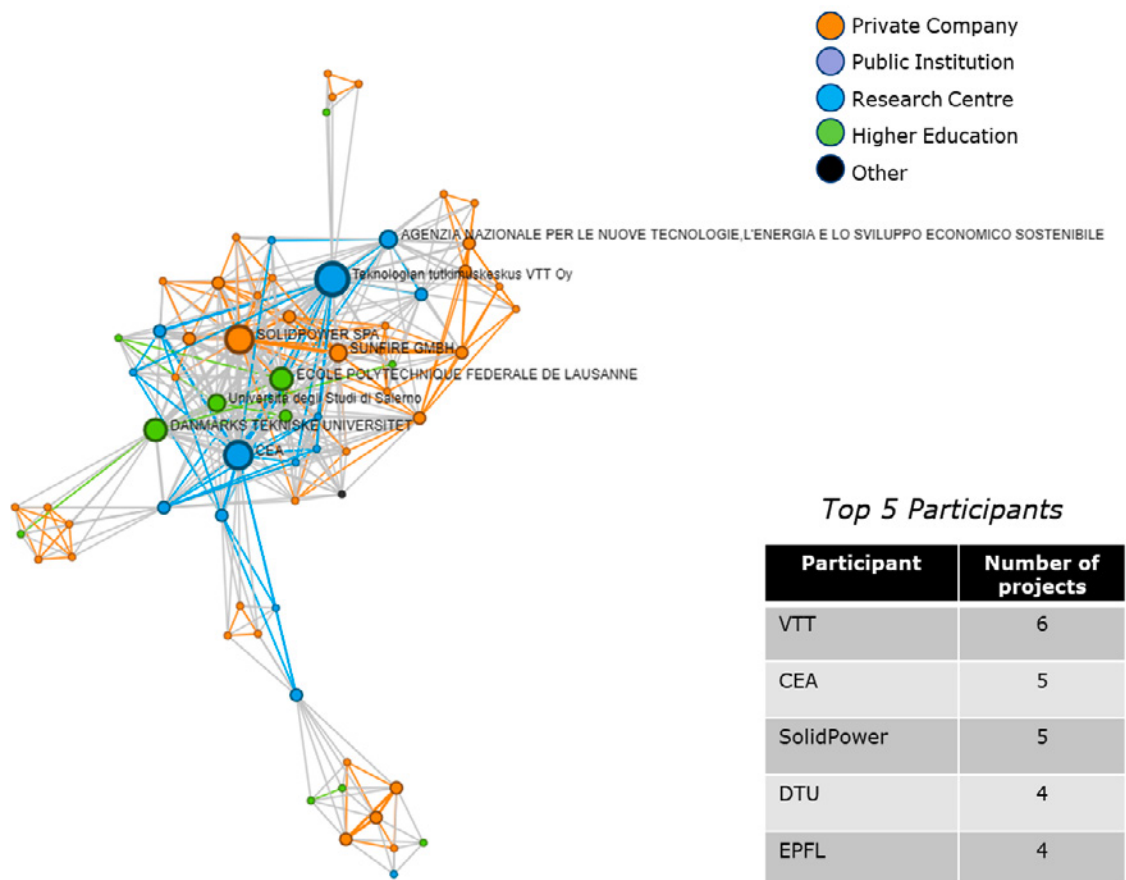 Private Company
Public Institution
Research Centre
Higher Education
Other
AGENZIA NAZIONALE PER LE NUOVE TECNOLOGIE,L'ENERGIA E LO SVILUPPO ECONOMICO SOSTENIBILE
Teknologian tutkimuskeskus VTT Oy
SOLIDPOWER SPA
SUNFIRE GMBH
ECOLE POLYTECHNIQUE FEDERALE DE LAUSANNE
Università degli Studi di Salerno
DANMARKS TEKNISKE UNIVERSITET
CEA
Top 5 Participants
Participant Number of
projects
VTT 6
CEA 5
SolidPower 5
DTU 4
EPFL 4